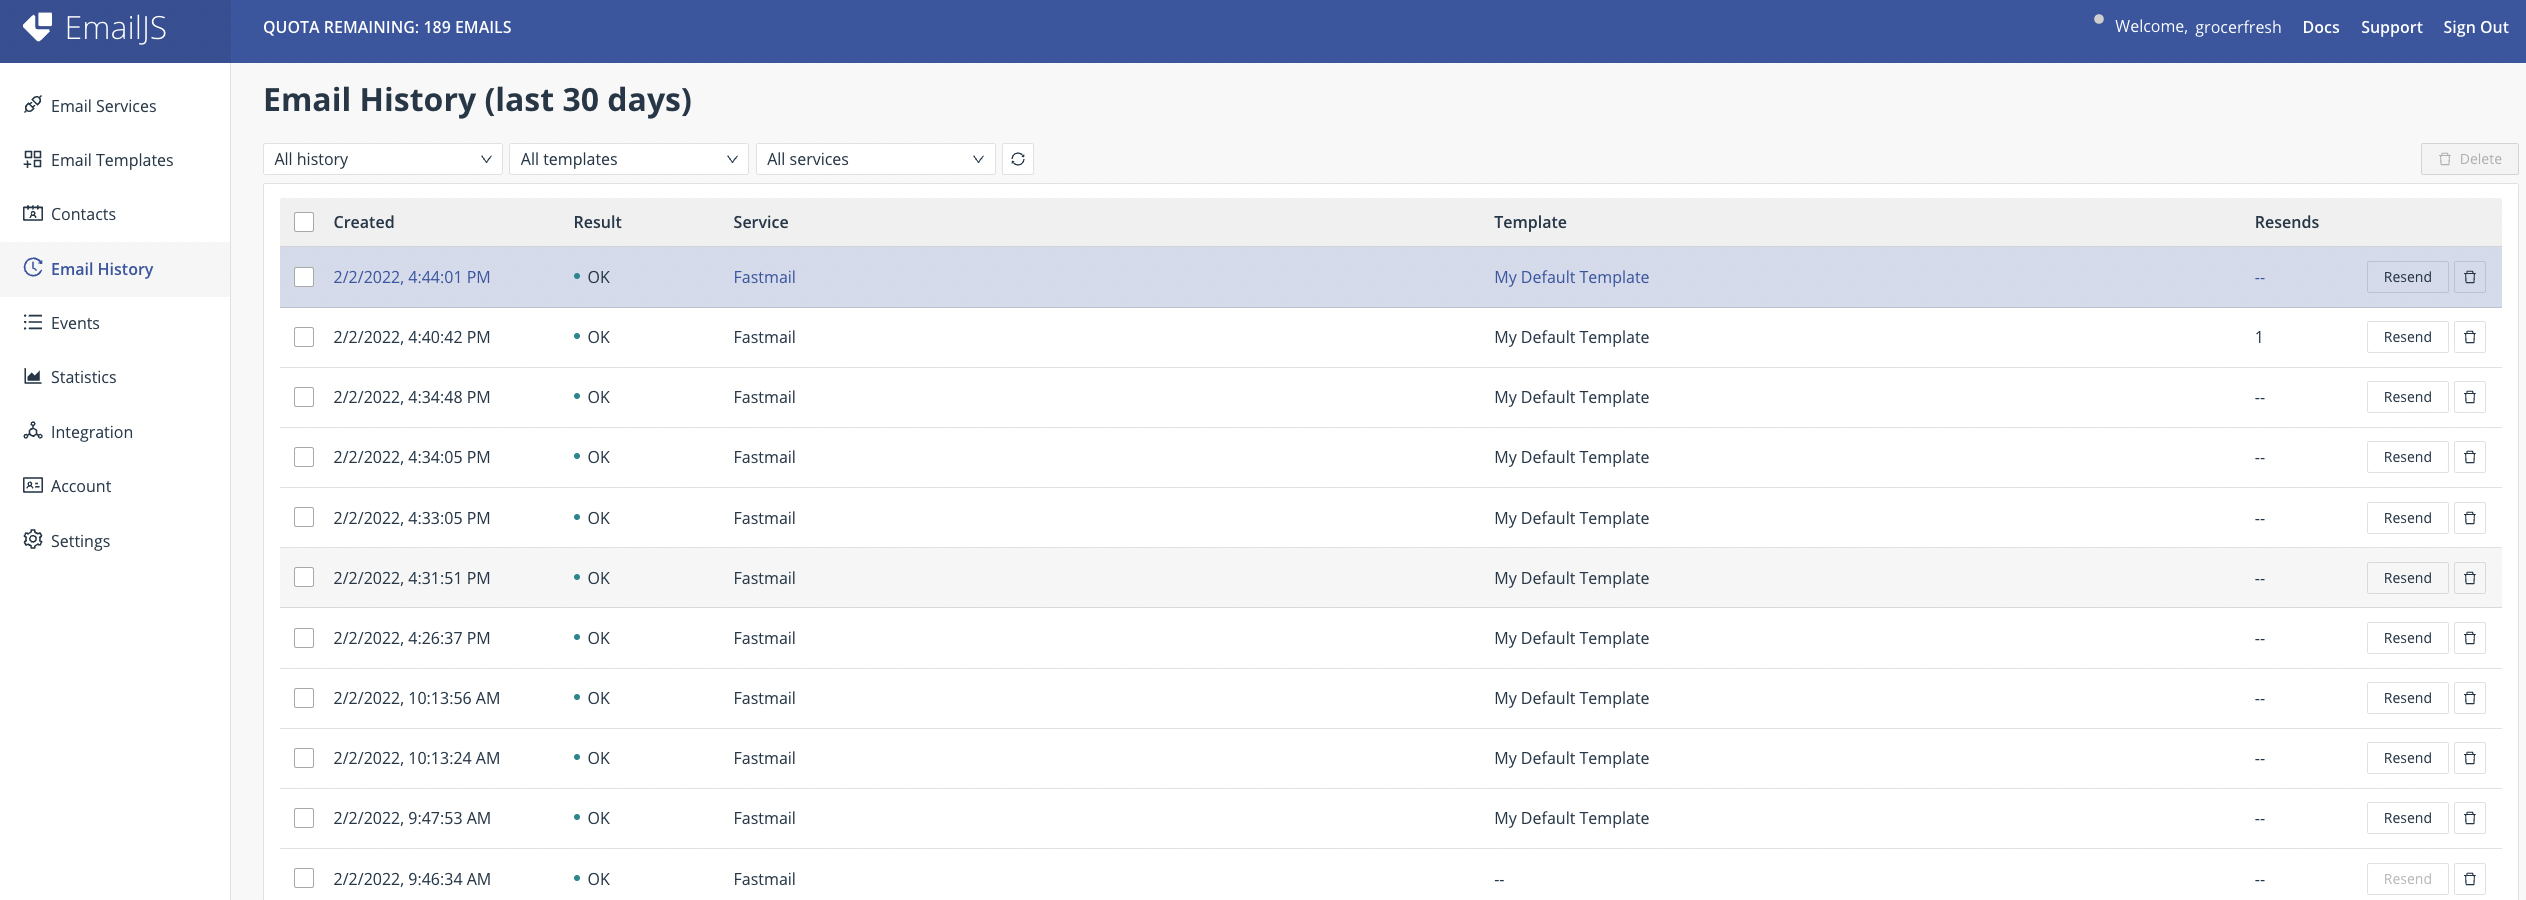 EmailJS
QUOTA REMAINING: 189 EMAILS
Welcome, grocerfresh Docs Support Sign Out
Email Services
Email Templates
Contacts
Email History
Events
Statistics
Integration
Account
Settings
Email History (last 30 days)
All history All templates All services Delete
Created Result Service Template Resends
2/2/2022, 4:44:01 PM OK Fastmail My Default Template -- Resend
2/2/2022, 4:40:42 PM OK Fastmail My Default Template 1 Resend
2/2/2022, 4:34:48 PM OK Fastmail My Default Template -- Resend
2/2/2022, 4:34:05 PM OK Fastmail My Default Template -- Resend
2/2/2022, 4:33:05 PM OK Fastmail My Default Template -- Resend
2/2/2022, 4:31:51 PM OK Fastmail My Default Template -- Resend
2/2/2022, 4:26:37 PM OK Fastmail My Default Template -- Resend
2/2/2022, 10:13:56 AM OK Fastmail My Default Template -- Resend
2/2/2022, 10:13:24 AM OK Fastmail My Default Template -- Resend
2/2/2022, 9:47:53 AM OK Fastmail My Default Template -- Resend
2/2/2022, 9:46:34 AM OK Fastmail -- -- Resend